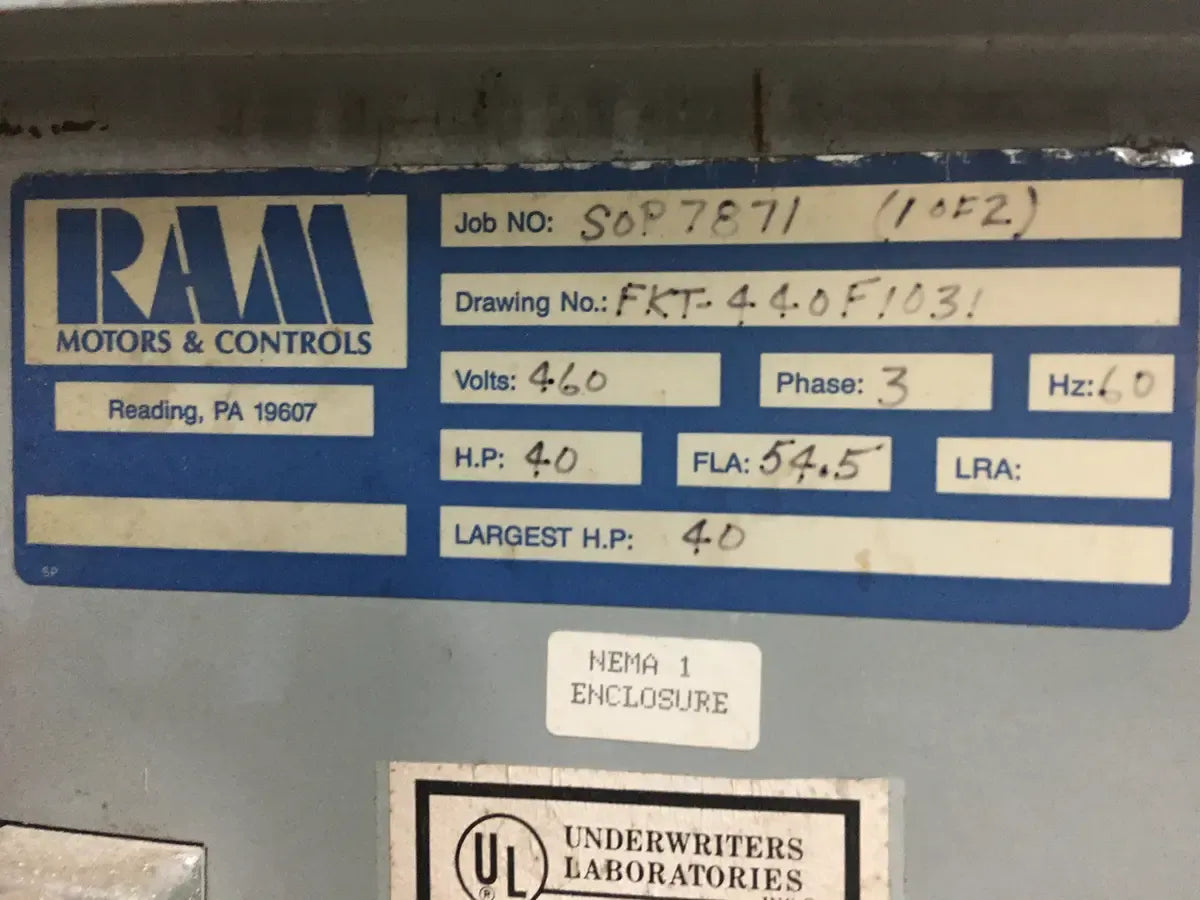 RAM
MOTORS & CONTROLS
Reading, PA 19607
SP
Job NO: SOP7871 (1 OF 2)
Drawing No.: FKT-440F1031
Volts: 460 Phase: 3 Hz: 60
H.P: 40 FLA: 54.5 LRA:
LARGEST H.P: 40
NEMA 1
ENCLOSURE
UL ®
UNDERWRITERS
LABORATORIES